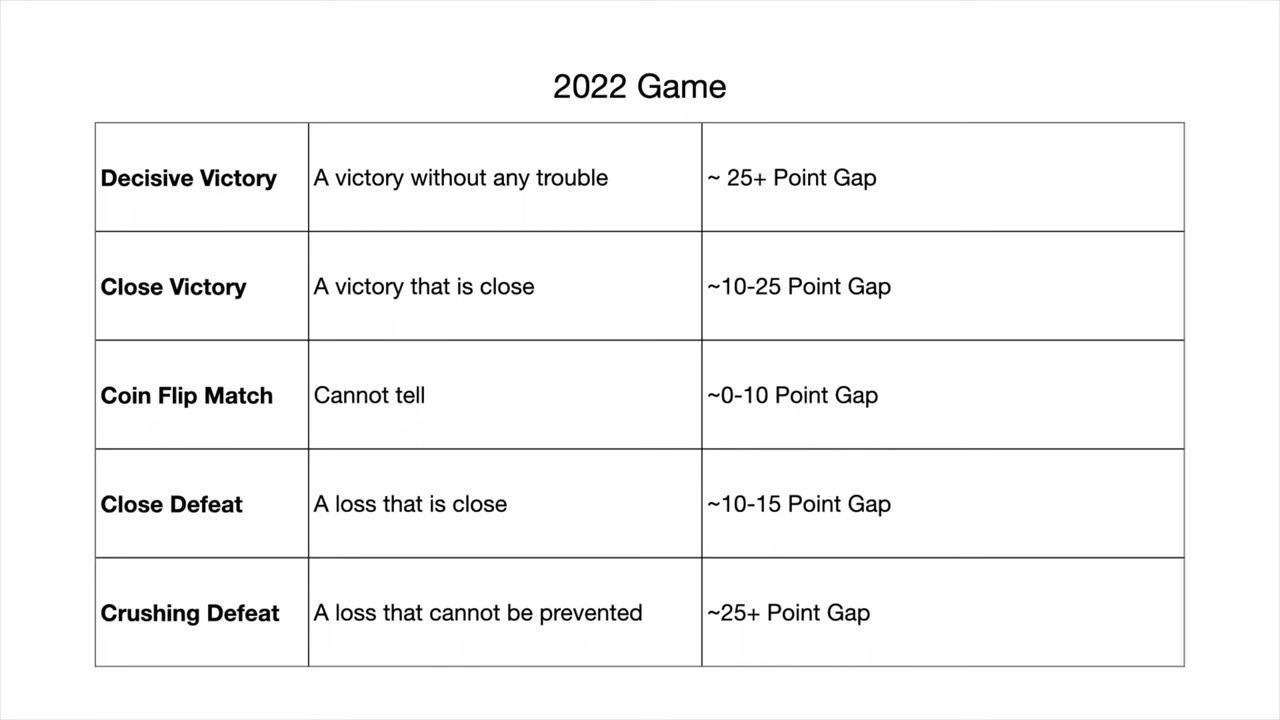 2022 Game
Decisive Victory
A victory without any trouble
~ 25+ Point Gap
Close Victory
A victory that is close
~10-25 Point Gap
Coin Flip Match
Cannot tell
~0-10 Point Gap
Close Defeat
A loss that is close
~10-15 Point Gap
Crushing Defeat
A loss that cannot be prevented
~25+ Point Gap